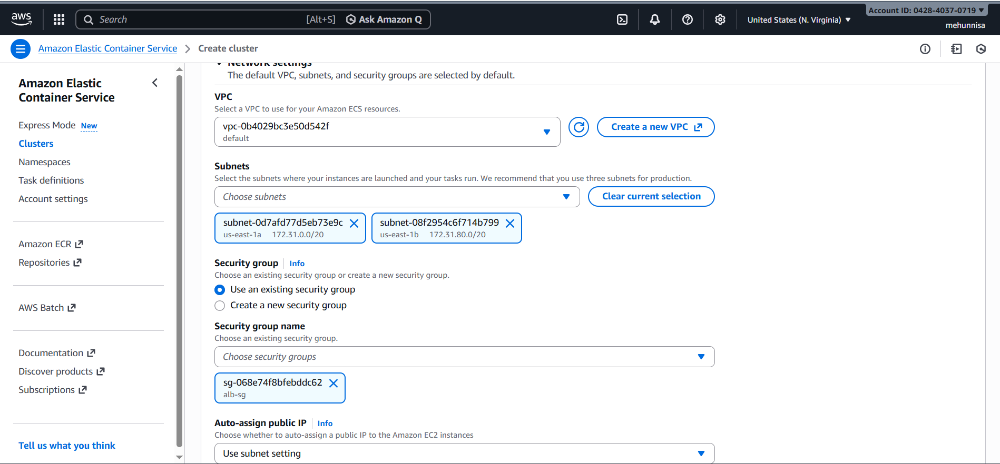 aws
Search [Alt+S] Ask Amazon Q
United States (N. Virginia)
Account ID: 0428-4037-0719
mehunnisa
Amazon Elastic Container Service > Create cluster
Amazon Elastic
Container Service
Express Mode New
Clusters
Namespaces
Task definitions
Account settings
Amazon ECR
Repositories
AWS Batch
Documentation
Discover products
Subscriptions
Tell us what you think
Network settings
The default VPC, subnets, and security groups are selected by default.
VPC
Select a VPC to use for your Amazon ECS resources.
vpc-0b4029bc3e50d542f
default
Create a new VPC
Subnets
Select the subnets where your instances are launched and your tasks run. We recommend that you use three subnets for production.
Choose subnets
Clear current selection
subnet-0d7afd77d5eb73e9c
us-east-1a 172.31.0.0/20
subnet-08f2954c6f714b799
us-east-1b 172.31.80.0/20
Security group Info
Choose an existing security group or create a new security group.
Use an existing security group
Create a new security group
Security group name
Choose an existing security group.
Choose security groups
sg-068e74f8bfebddc62
alb-sg
Auto-assign public IP Info
Choose whether to auto-assign a public IP to the Amazon EC2 instances
Use subnet setting